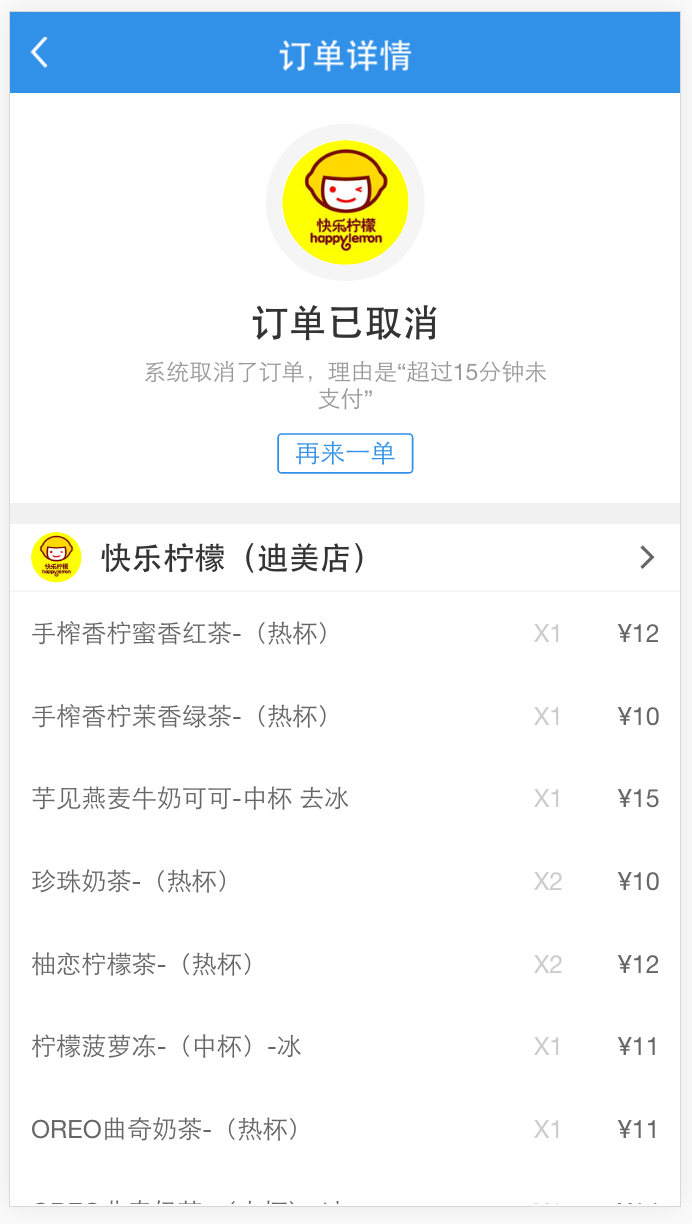 订单详情
快乐柠檬
happylemon
订单已取消
系统取消了订单，理由是“超过15分钟未
支付”
再来一单
快乐柠檬
happylemon
快乐柠檬（迪美店）
手榨香柠蜜香红茶-（热杯） X1 ¥12
手榨香柠茉香绿茶-（热杯） X1 ¥10
芋见燕麦牛奶可可-中杯 去冰 X1 ¥15
珍珠奶茶-（热杯） X2 ¥10
柚恋柠檬茶-（热杯） X2 ¥12
柠檬菠萝冻-（中杯）-冰 X1 ¥11
OREO曲奇奶茶-（热杯） X1 ¥11